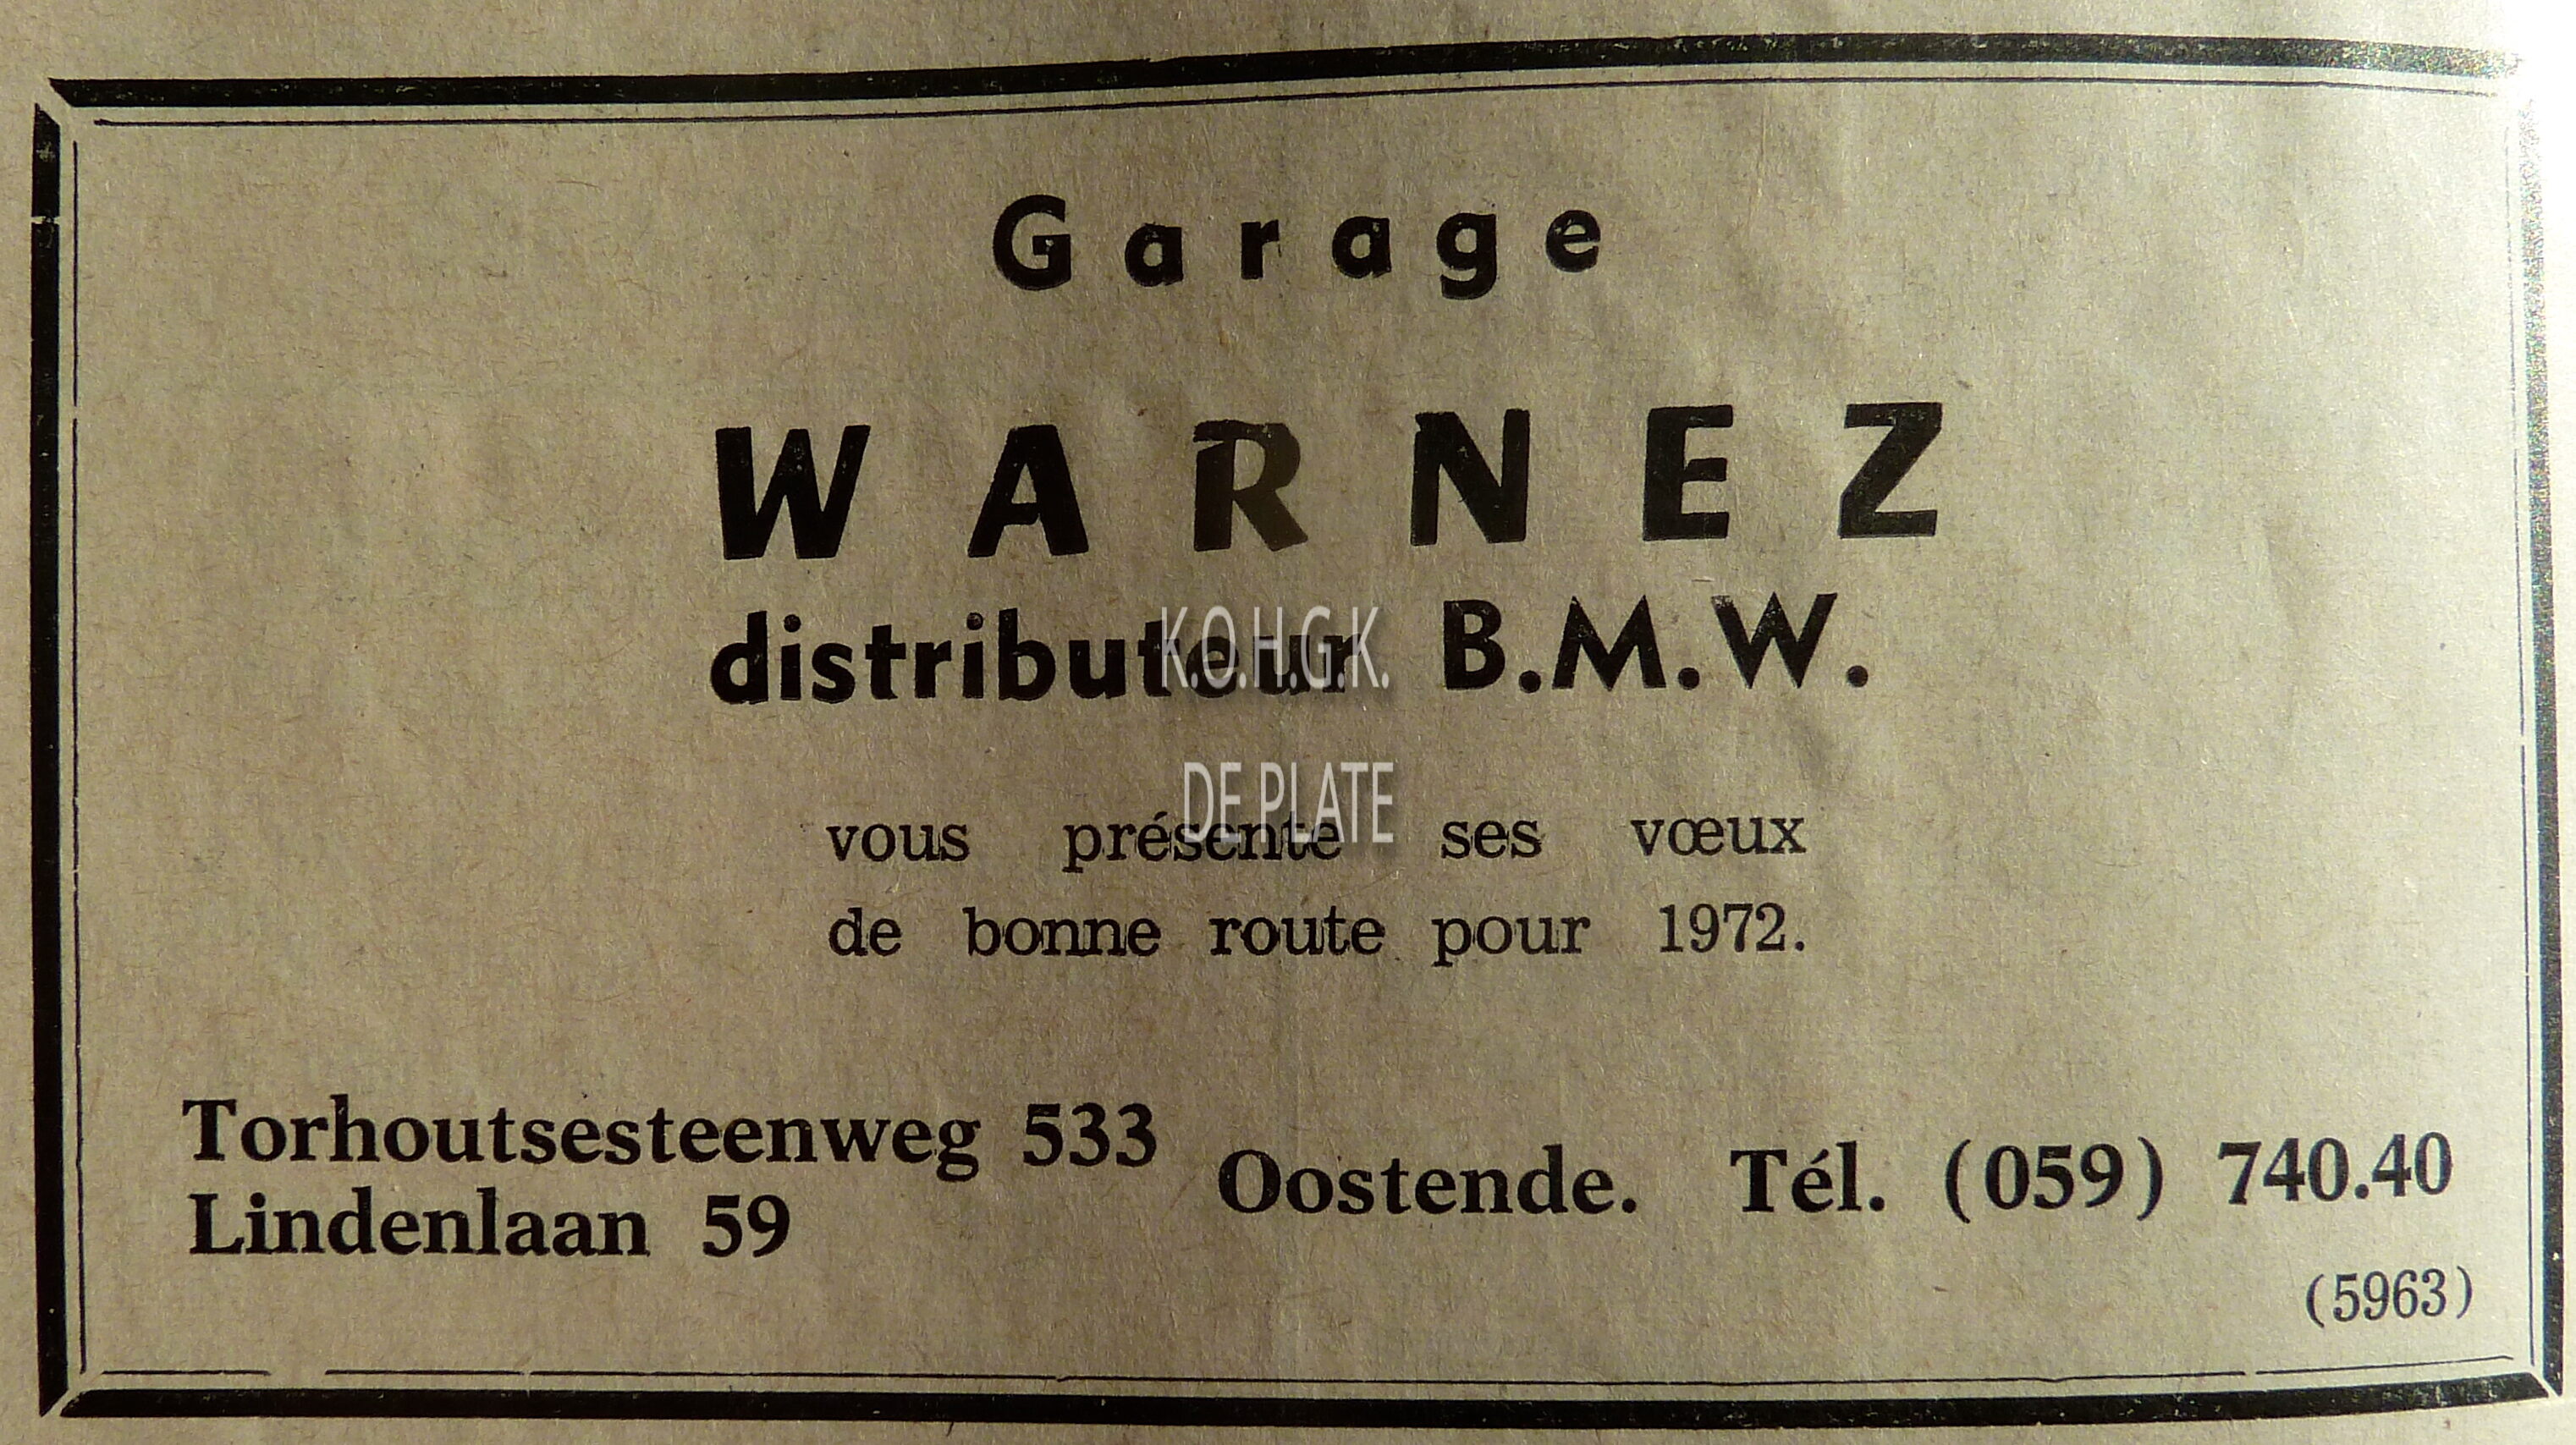 Garage
WARNEZ
distributeur B.M.W.
K.O.H.G.K.
DE PLATE
vous présente ses vœux
de bonne route pour 1972.
Torhoutsesteenweg 533
Lindenlaan 59
Oostende. Tél. (059) 740.40
(5963)